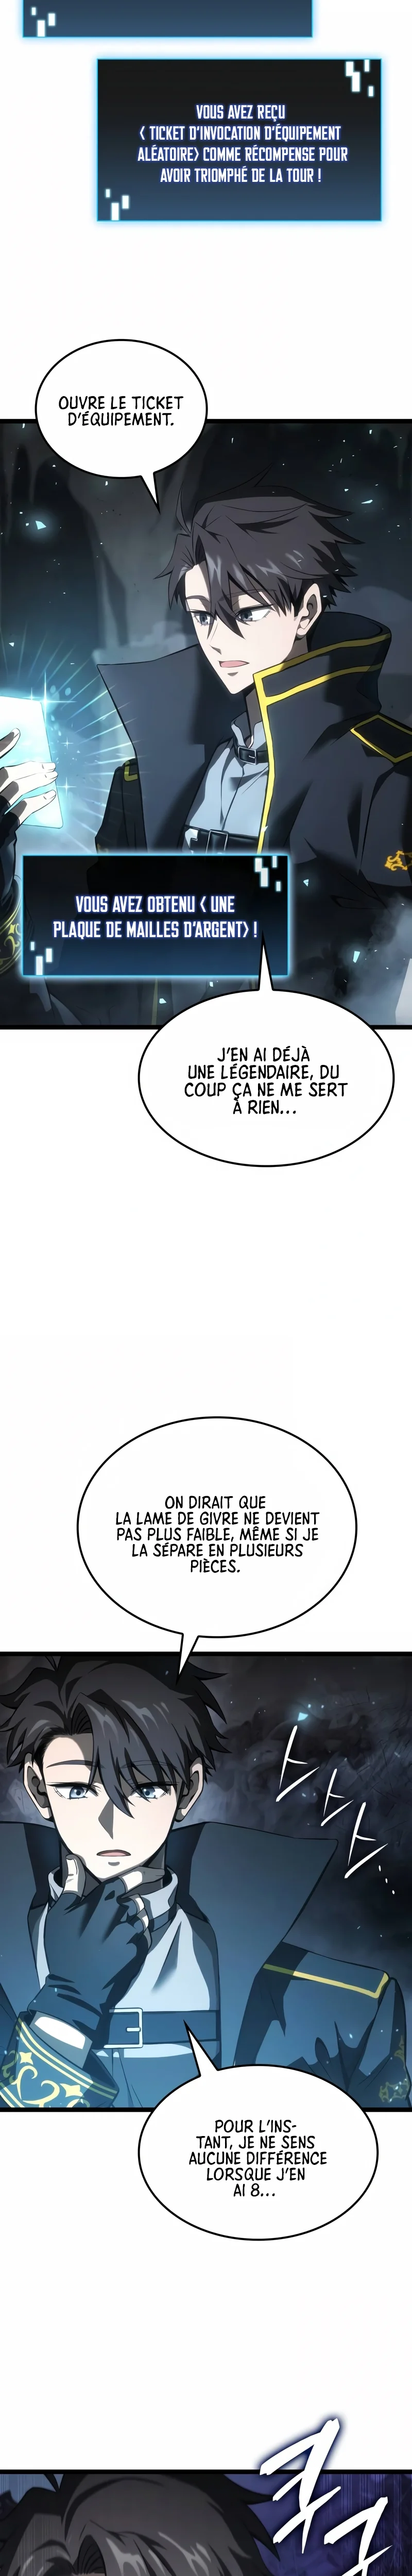 VOUS AVEZ REÇU
< TICKET D'INVOCATION D'ÉQUIPEMENT
ALÉATOIRE> COMME RÉCOMPENSE POUR
AVOIR TRIOMPHÉ DE LA TOUR !
OUVRE LE TICKET
D'ÉQUIPEMENT.
VOUS AVEZ OBTENU < UNE
PLAQUE DE MAILLES D'ARGENT> !
J'EN AI DÉJÀ
UNE LÉGENDAIRE, DU
COUP ÇA NE ME SERT
À RIEN...
ON DIRAIT QUE
LA LAME DE GIVRE NE DEVIENT
PAS PLUS FAIBLE, MÊME SI JE
LA SÉPARE EN PLUSIEURS
PIÈCES.
POUR L'INS-
TANT, JE NE SENS
AUCUNE DIFFÉRENCE
LORSQUE J'EN
AI 8...